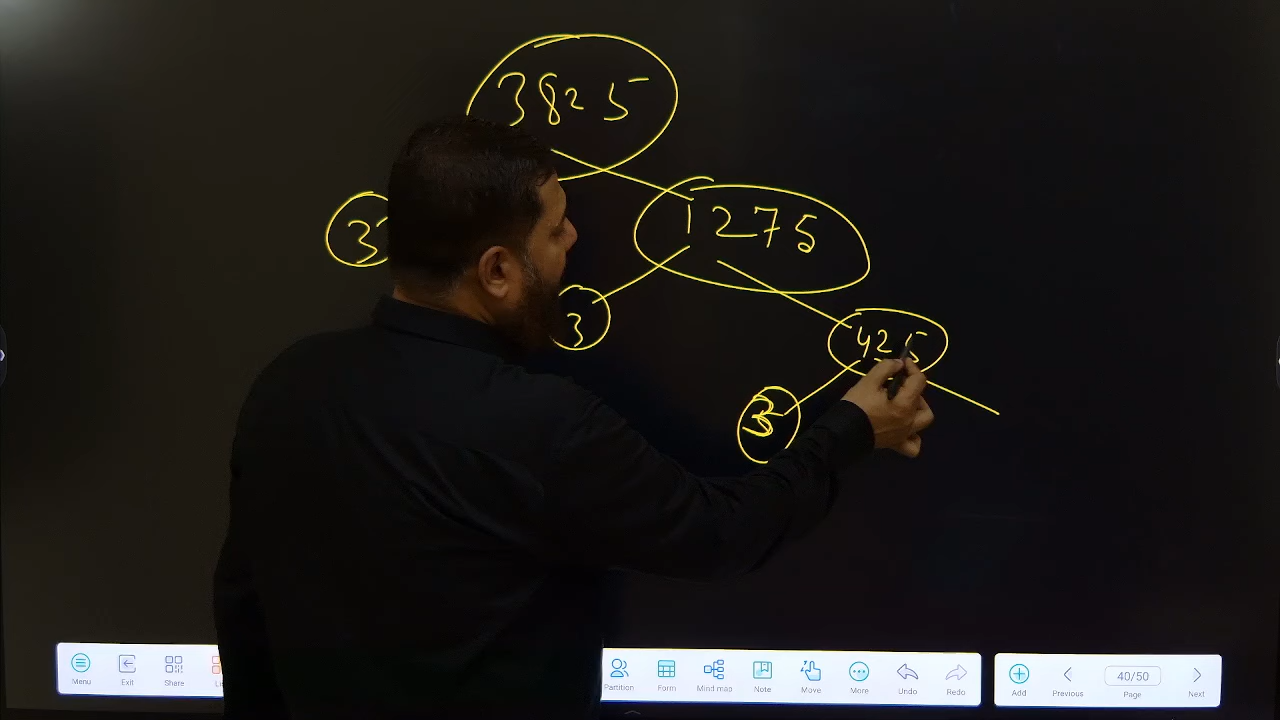 3825
3
1275
3
425
Menu
Exit
Share
Partition
Form
Mind map
Note
Move
More
Undo
Redo
Add
Previous
40/50
Page
Next